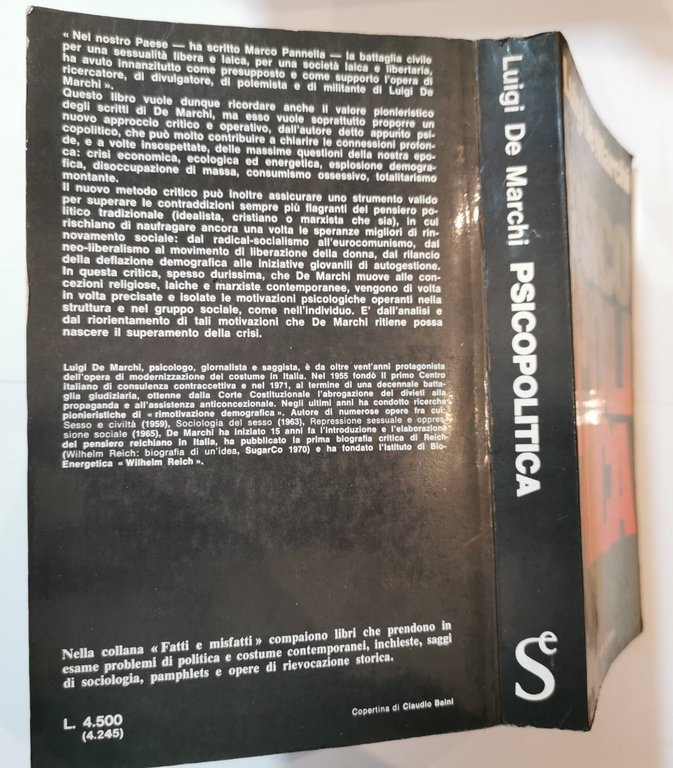 « Nel nostro Paese — ha scritto Marco Pannella — la battaglia civile
per una sessualità libera e laica, per una società laica e libertaria,
ha avuto innanzitutto come presupposto e come supporto l'opera di
ricercatore, di divulgatore, di polemista e di militante di Luigi De
Marchi ».
Questo libro vuole dunque ricordare anche il valore pionieristico
degli scritti di De Marchi, ma esso vuole soprattutto proporre un
nuovo approccio critico e operativo, dall'autore detto appunto psi-
copolitico, che può molto contribuire a chiarire le connessioni profon-
de, e a volte insospettate, delle massime questioni della nostra epo-
ca: crisi economica, ecologica ed energetica, esplosione demogra-
fica, disoccupazione di massa, consumismo ossessivo, totalitarismo
montante.
Il nuovo metodo critico può inoltre assicurare uno strumento valido
per superare le contraddizioni sempre più flagranti del pensiero po-
litico tradizionale (idealista, cristiano o marxista che sia), in cui
rischiano di naufragare ancora una volta le speranze migliori di rin-
novamento sociale: dal radical-socialismo all'eurocomunismo, dal
neo-liberalismo al movimento di liberazione della donna, dal rilancio
della deflazione demografica alle iniziative giovanili di autogestione.
In questa critica, spesso durissima, che De Marchi muove alle con-
cezioni religiose, laiche e marxiste contemporanee, vengono di volta
in volta precisate e isolate le motivazioni psicologiche operanti nella
struttura e nel gruppo sociale, come nell'individuo. E' dall'analisi e
dal riorientamento di tali motivazioni che De Marchi ritiene possa
nascere il superamento della crisi.
Luigi De Marchi, psicologo, giornalista e saggista, è da oltre vent'anni protagonista
dell'opera di modernizzazione del costume in Italia. Nel 1955 fondò il primo Centro
italiano di consulenza contraccettiva e nel 1971, al termine di una decennale batta-
glia giudiziaria, ottenne dalla Corte Costituzionale l'abrogazione dei divieti alla
propaganda e all'assistenza anticoncezionale. Negli ultimi anni ha condotto ricerche
pionieristiche di « rimotivazione demografica ». Autore di numerose opere fra cui:
Sesso e civiltà (1959), Sociologia del sesso (1963), Repressione sessuale e oppres-
sione sociale (1965), De Marchi ha iniziato 15 anni fa l'introduzione e l'elaborazione
del pensiero reichiano in Italia, ha pubblicato la prima biografia critica di Reich
(Wilhelm Reich: biografia di un'idea, SugarCo 1970) e ha fondato l'Istituto di Bio-
Energetica « Wilhelm Reich ».
Nella collana « Fatti e misfatti » compaiono libri che prendono in
esame problemi di politica e costume contemporanei, inchieste, saggi
di sociologia, pamphlets e opere di rievocazione storica.
L. 4.500
(4.245)
Copertina di Claudio Baini
Luigi De Marchi PSICOPOLITICA